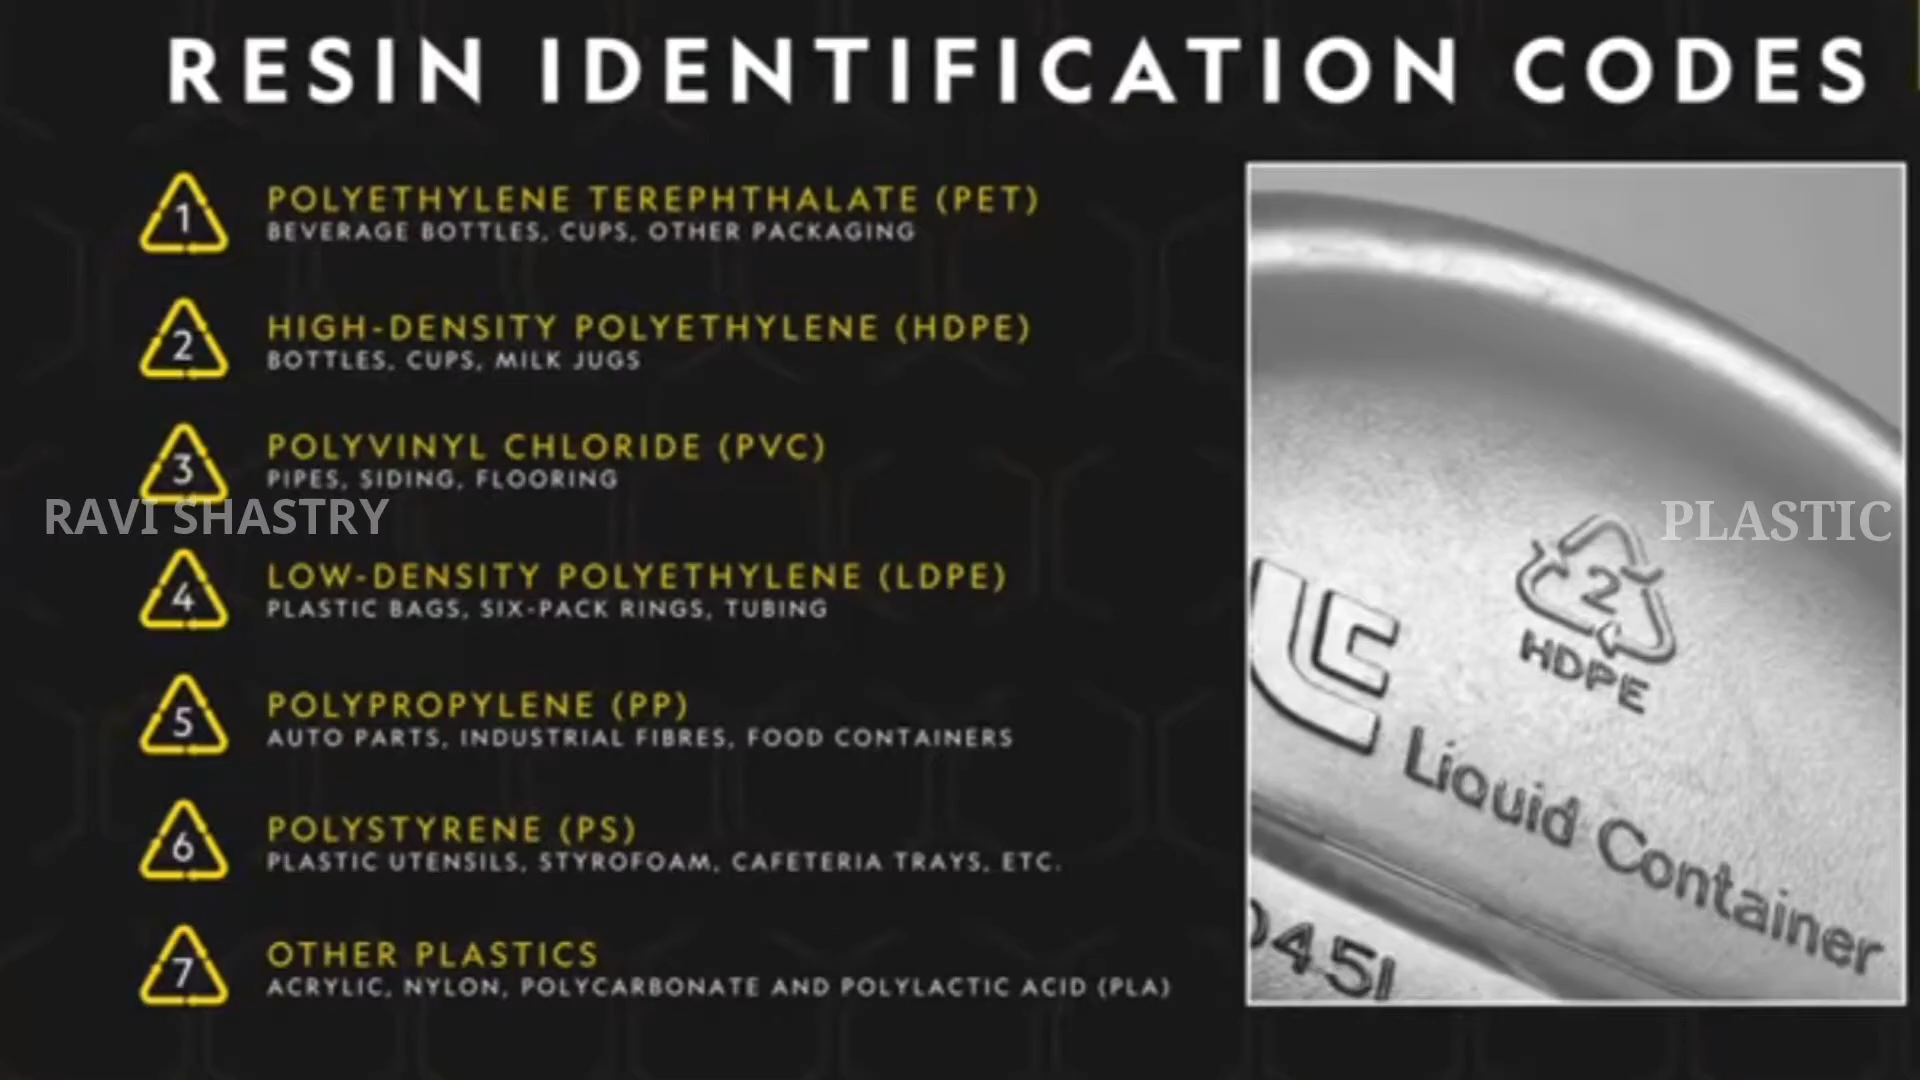 RESIN IDENTIFICATION CODES
1
POLYETHYLENE TEREPHTHALATE (PET)
BEVERAGE BOTTLES, CUPS, OTHER PACKAGING
2
HIGH-DENSITY POLYETHYLENE (HDPE)
BOTTLES, CUPS, MILK JUGS
3
POLYVINYL CHLORIDE (PVC)
PIPES, SIDING, FLOORING
RAVI SHASTRY
4
LOW-DENSITY POLYETHYLENE (LDPE)
PLASTIC BAGS, SIX-PACK RINGS, TUBING
5
POLYPROPYLENE (PP)
AUTO PARTS, INDUSTRIAL FIBRES, FOOD CONTAINERS
6
POLYSTYRENE (PS)
PLASTIC UTENSILS, STYROFOAM, CAFETERIA TRAYS, ETC.
7
OTHER PLASTICS
ACRYLIC, NYLON, POLYCARBONATE AND POLYLACTIC ACID (PLA)
PLASTIC
2
HDPE
Liquid Container
045I